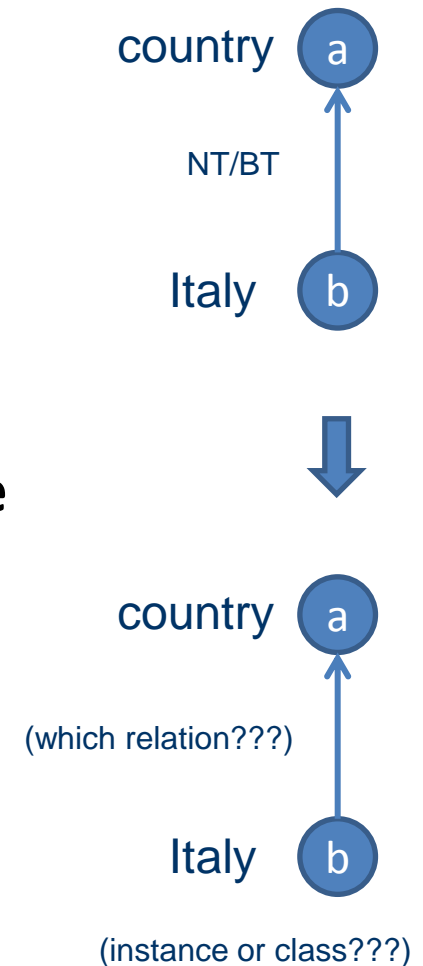 country a
NT/BT
Italy b
e
country a
(which relation???)
Italy b
(instance or class???)